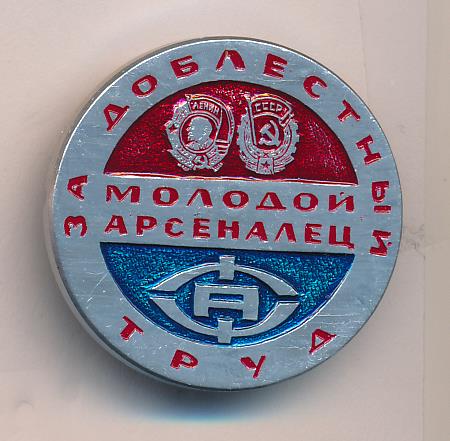 ЗА ДОБЛЕСТНЫЙ
ЛЕНИН
СССР
МОЛОДОЙ
АРСЕНАЛЕЦ
А
ТРУД